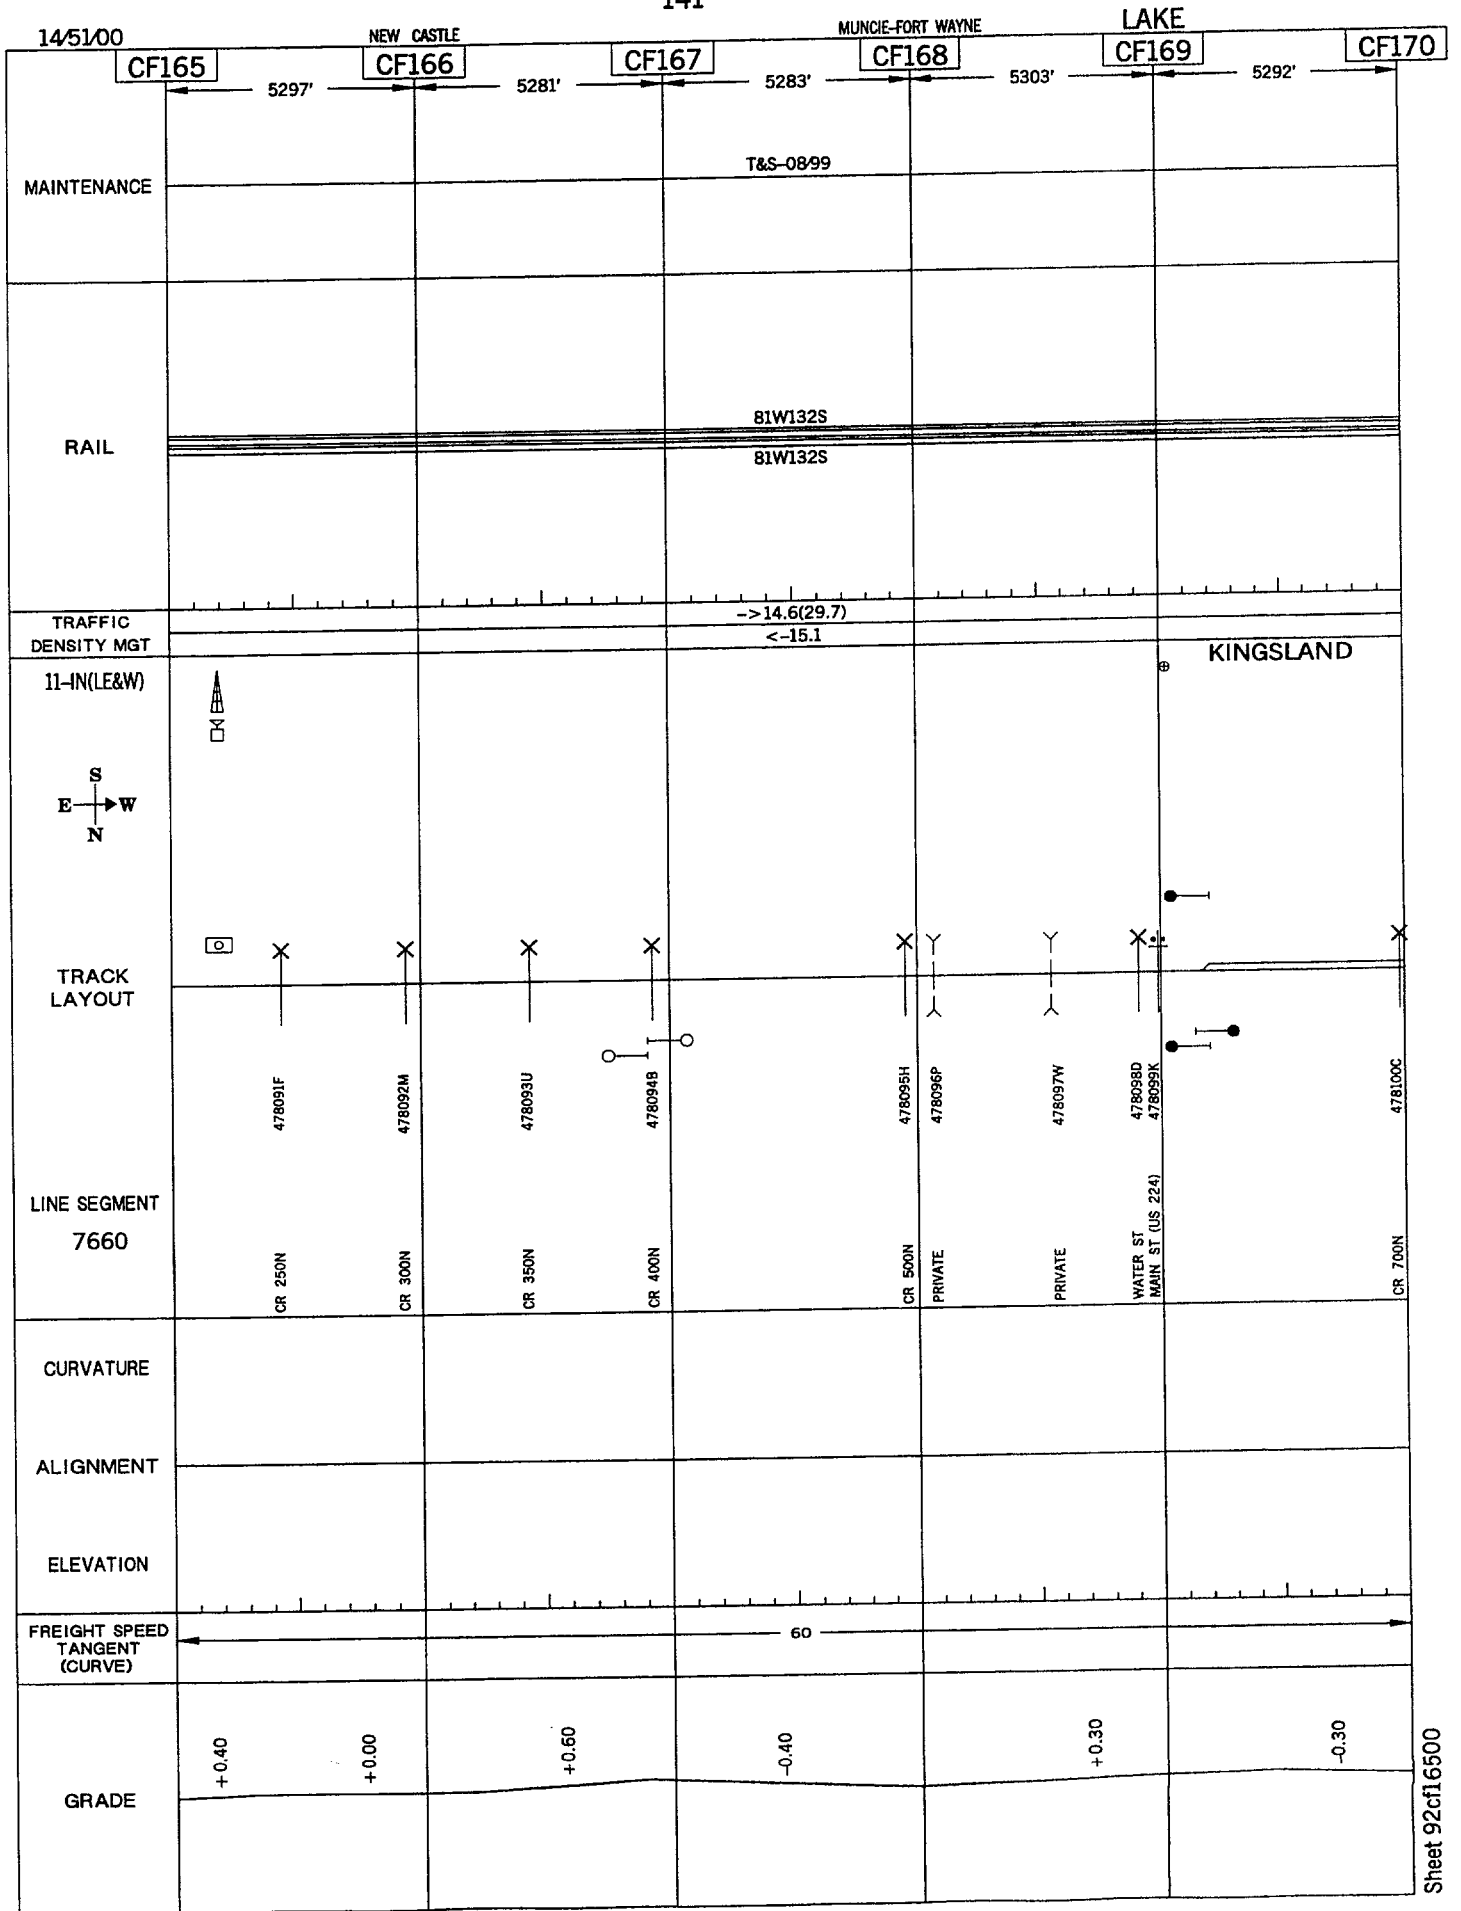 141
14/51/00
NEW CASTLE
MUNCIE-FORT WAYNE
LAKE
CF165
CF166
CF167
CF168
CF169
CF170
5297'
5281'
5283'
5303'
5292'
MAINTENANCE
T&S-08/99
RAIL
81W132S
81W132S
TRAFFIC
DENSITY MGT
->14.6(29.7)
<-15.1
KINGSLAND
11-IN(LE&W)
S
E W
N
TRACK
LAYOUT
478091F
478092M
478093U
478094B
478095H
478096P
478097W
478098D
478099K
478100C
LINE SEGMENT
7660
CR 250N
CR 300N
CR 350N
CR 400N
CR 500N
PRIVATE
PRIVATE
WATER ST
MAIN ST (US 224)
CR 700N
CURVATURE
ALIGNMENT
ELEVATION
FREIGHT SPEED
TANGENT
(CURVE)
60
GRADE
+0.40
+0.00
+0.60
-0.40
+0.30
-0.30
Sheet 92cf16500